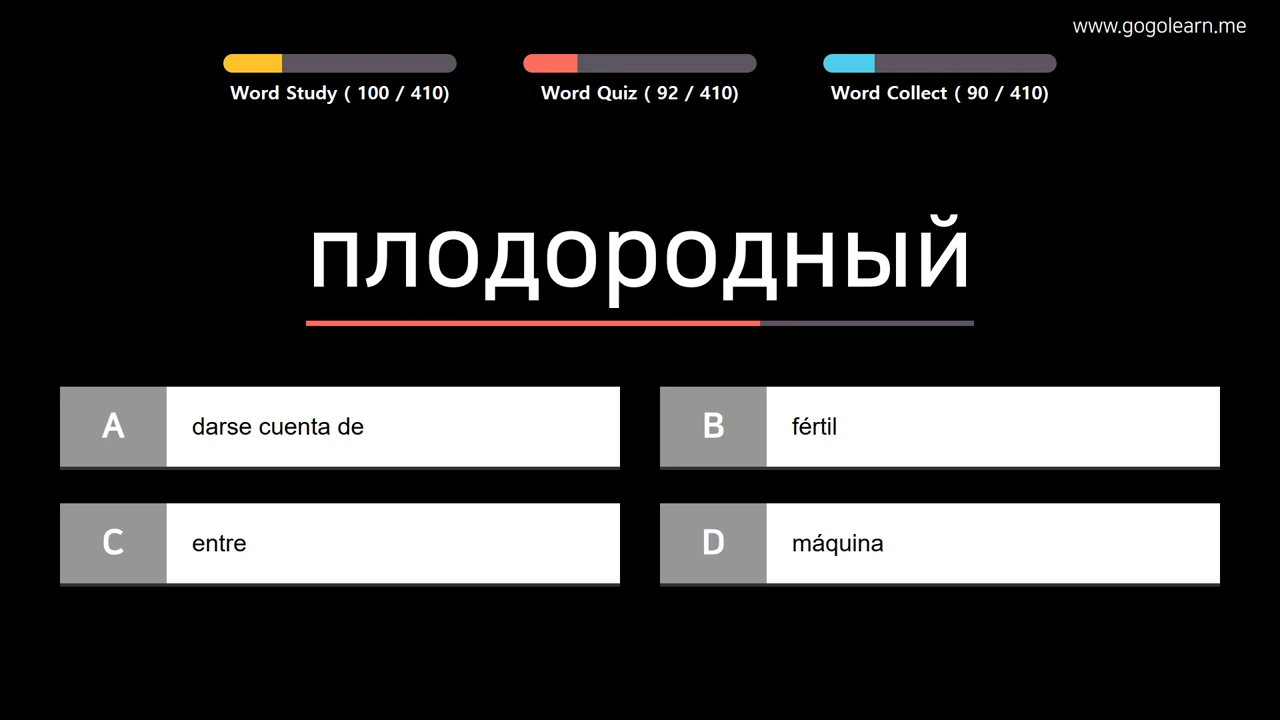 www.gogolearn.me
Word Study ( 100 / 410)
Word Quiz ( 92 / 410)
Word Collect ( 90 / 410)
плодородный
A darse cuenta de
B fértil
C entre
D máquina